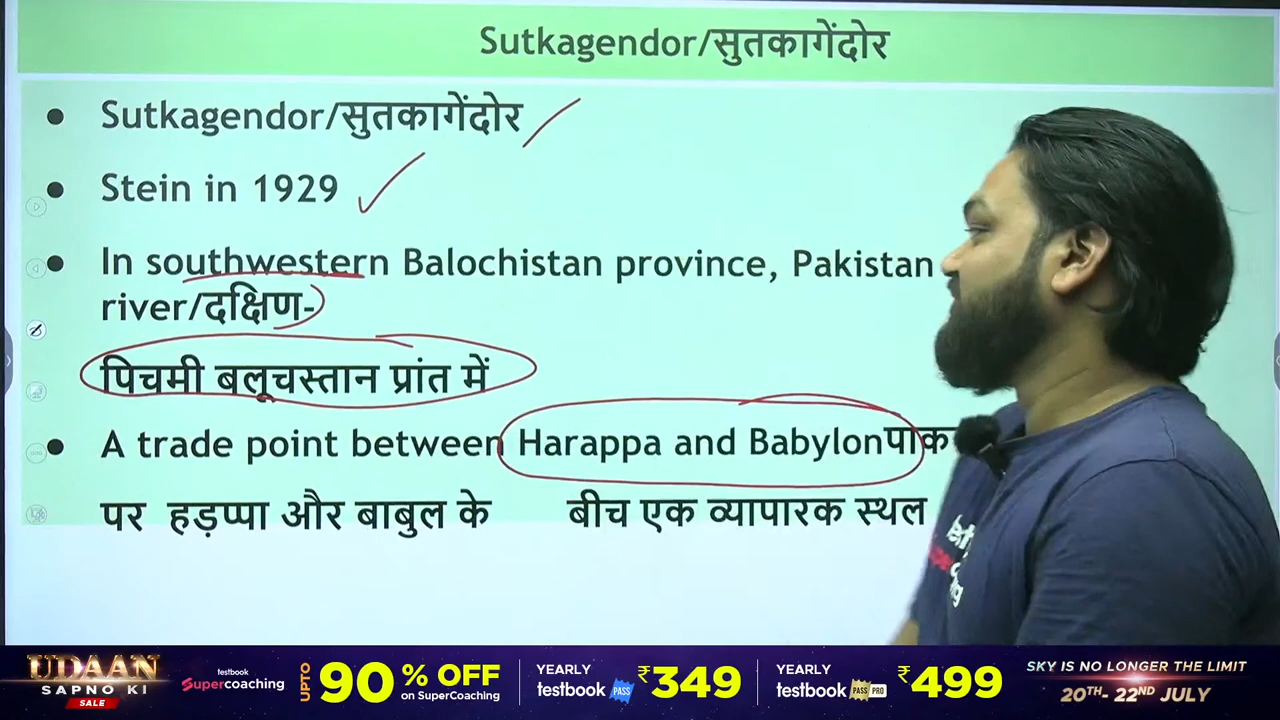 Sutkagendor/सुतकागेंदोर
Sutkagendor/सुतकागेंदोर
Stein in 1929
In southwestern Balochistan province, Pakistan
river/दक्षिण-
पिचमी बलूचस्तान प्रांत में
A trade point between Harappa and Babylonपाक
पर हड़प्पा और बाबुल के बीच एक व्यापारक स्थल
UDAAN
SAPNO KI
SALE
testbook
Supercoaching
UPTO 90% OFF
on SuperCoaching
YEARLY
testbook PASS ₹349
YEARLY
testbook PASS PRO ₹499
SKY IS NO LONGER THE LIMIT
20TH- 22ND JULY